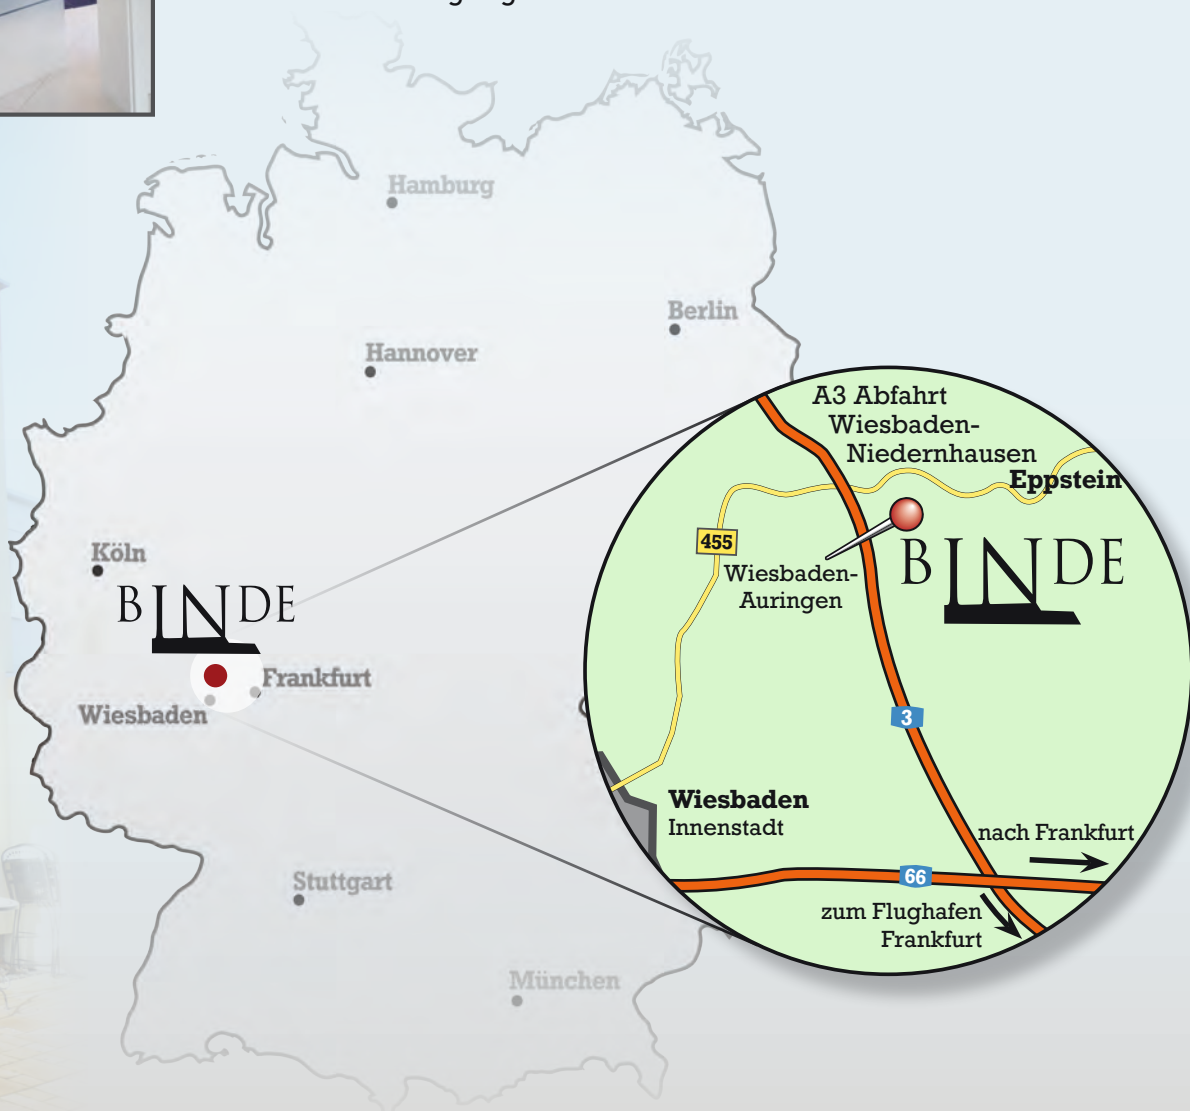 Hamburg
Berlin
Hannover
Köln
BINDE
Frankfurt
Wiesbaden
Stuttgart
München
A3 Abfahrt
Wiesbaden-
Niedernhausen
Eppstein
455
Wiesbaden-
Auringen
BINDE
3
Wiesbaden
Innenstadt
nach Frankfurt
66
zum Flughafen
Frankfurt